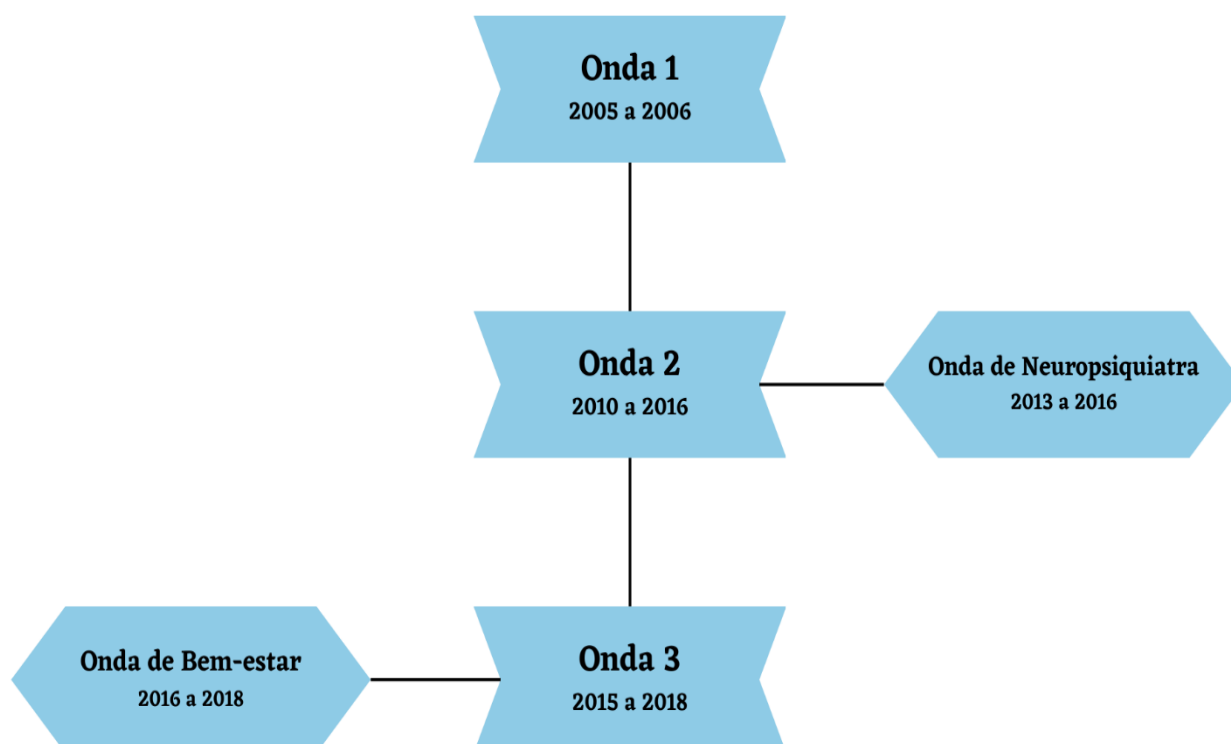 Onda 1
2005 a 2006
Onda 2
2010 a 2016
Onda de Neuropsiquiatra
2013 a 2016
Onda de Bem-estar
2016 a 2018
Onda 3
2015 a 2018